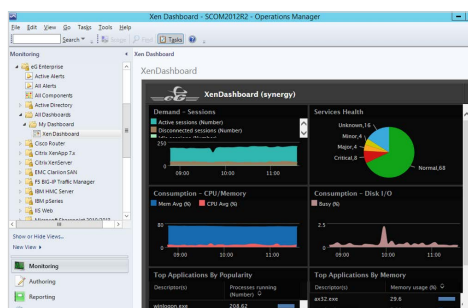 Xen Dashboard - SCOM2012R2 - Operations Manager
File Edit View Go Tasks Tools Help
Search Scope Find Tasks
Monitoring
Xen Dashboard
eG Enterprise
Active Alerts
All Alerts
All Components
Active Directory
All Dashboards
My Dashboard
Xen Dashboard
Cisco Router
Citrix XenApp 7.x
Citrix XenServer
EMC Clariion SAN
F5 BIG-IP Traffic Manager
IBM HMC Server
IBM pSeries
IIS Web
Show or Hide Views...
New View
Monitoring
Authoring
Reporting
XenDashboard
eG XenDashboard (synergy)
Demand - Sessions
Active sessions (Number)
Disconnected sessions (Number)
250
0
09:00 10:00 11:00
Services Health
Unknown,16
Minor,4
Major,4
Critical,8
Normal,68
Consumption - CPU/Memory
Mem Avg (%) CPU Avg (%)
80
0
09:00 10:00 11:00
Consumption - Disk I/O
Busy (%)
2.5
0.0
09:00 10:00 11:00
Top Applications By Popularity
Descriptor(s) Processes running (Number)
winlogon.exe 208.62
Top Applications By Memory
Descriptor(s) Memory usage (%)
ax32.exe 29.6